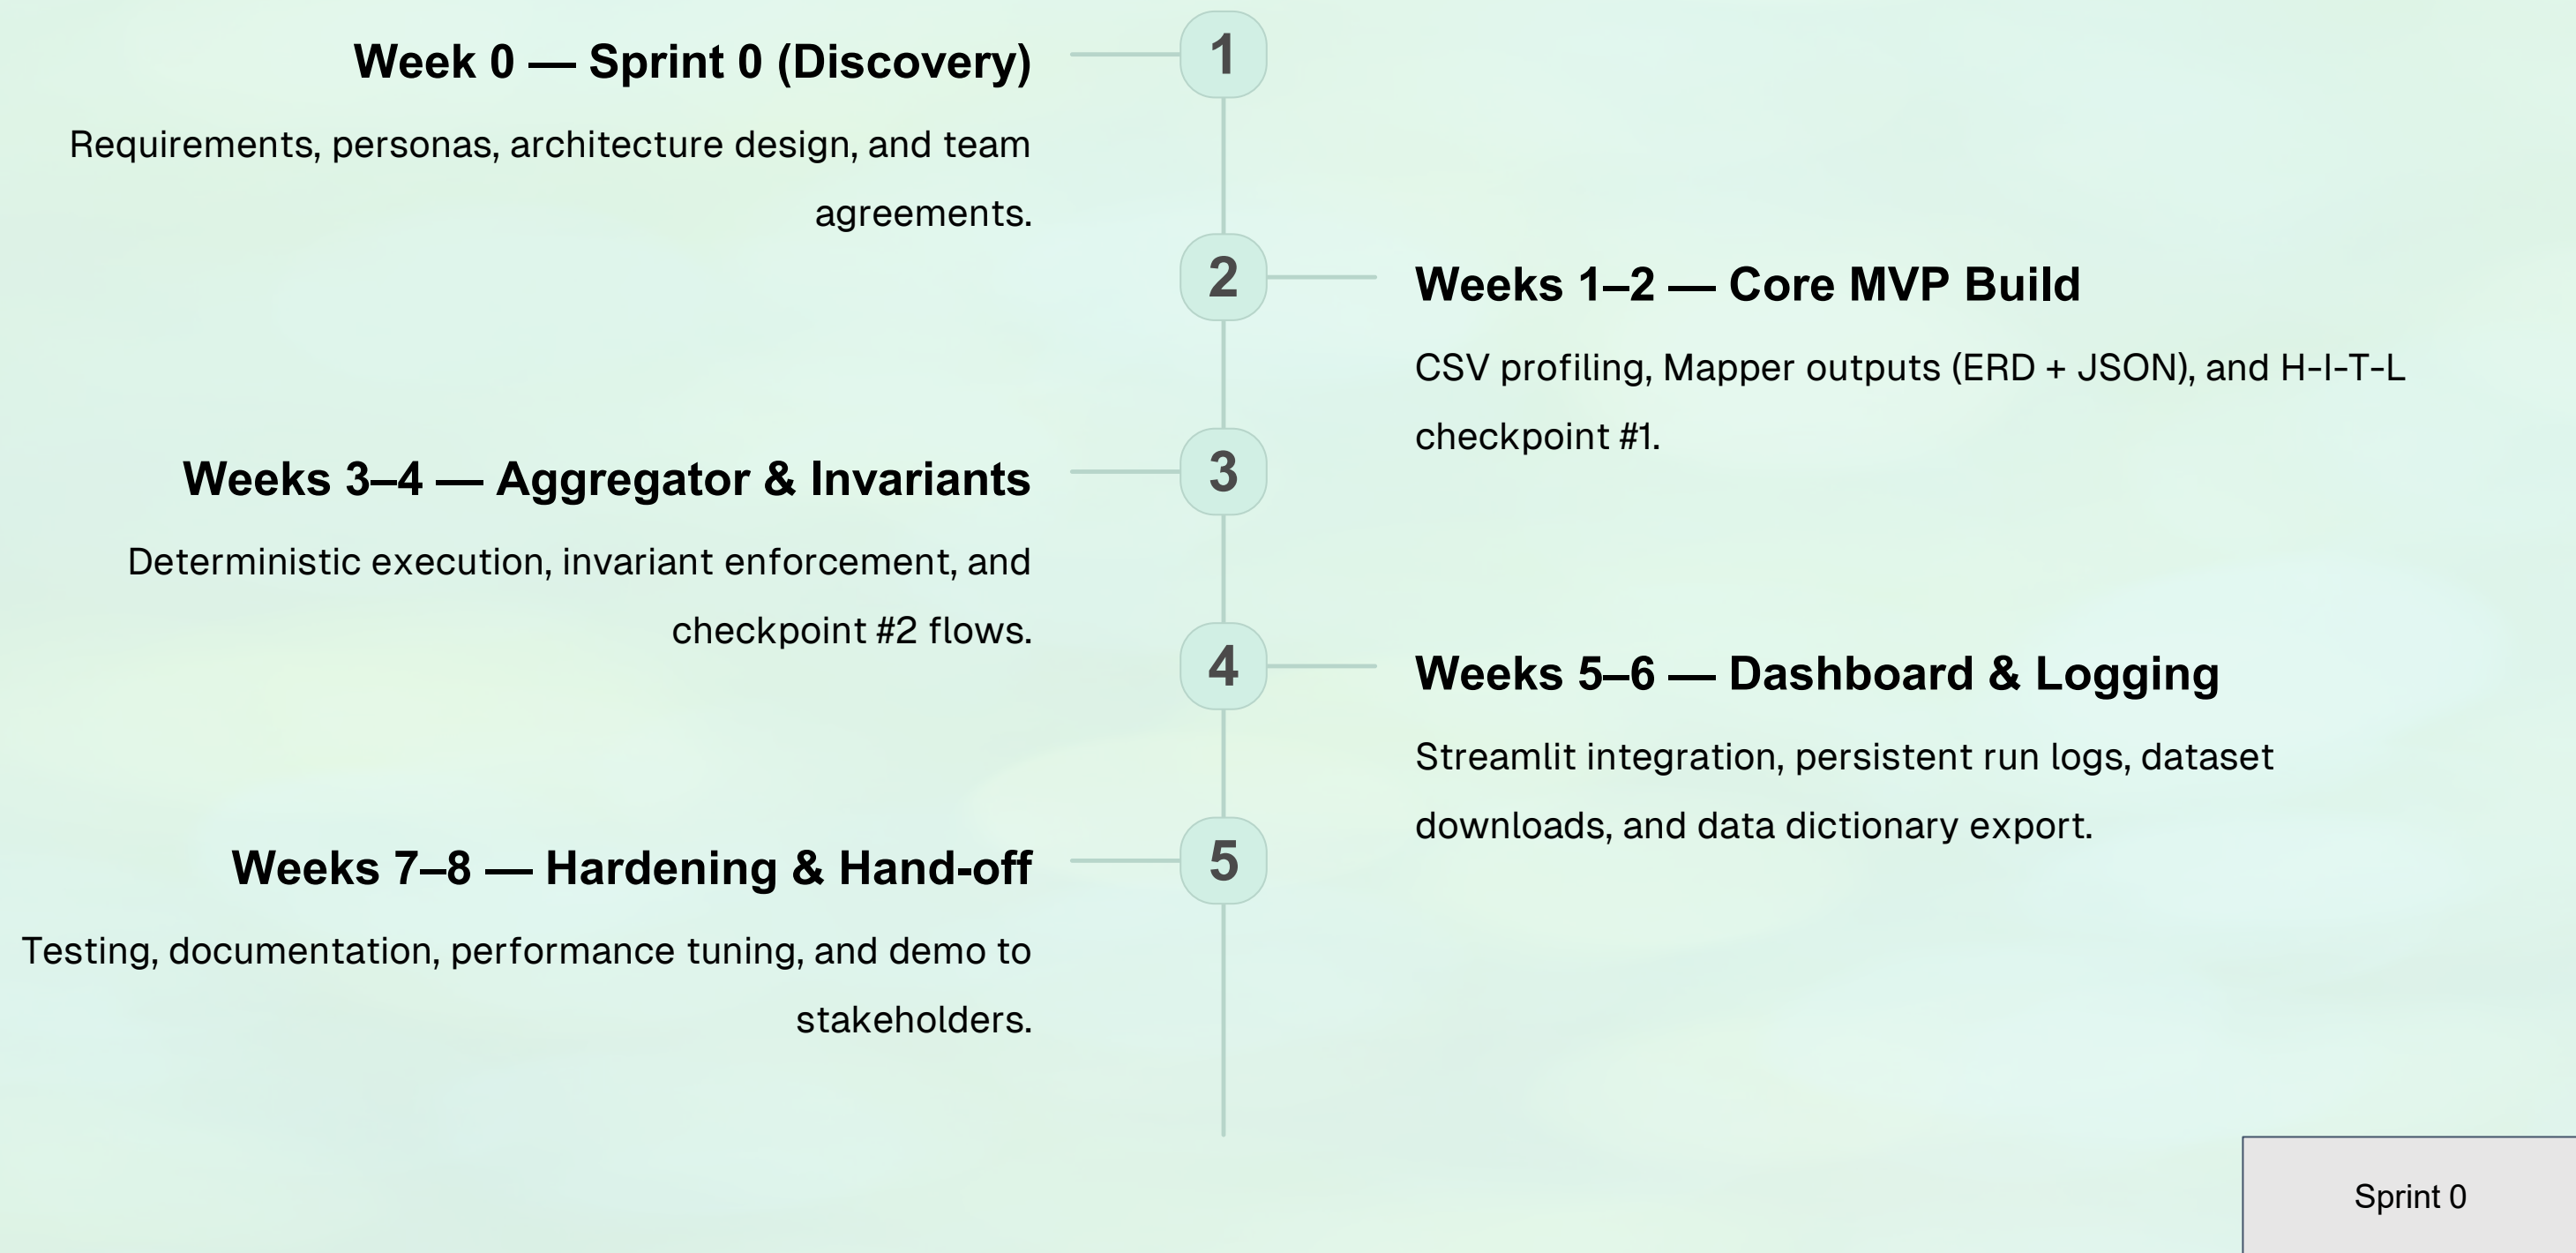 1
Week 0 — Sprint 0 (Discovery)
Requirements, personas, architecture design, and team
agreements.
2
Weeks 1–2 — Core MVP Build
CSV profiling, Mapper outputs (ERD + JSON), and H-I-T-L
checkpoint #1.
3
Weeks 3–4 — Aggregator & Invariants
Deterministic execution, invariant enforcement, and
checkpoint #2 flows.
4
Weeks 5–6 — Dashboard & Logging
Streamlit integration, persistent run logs, dataset
downloads, and data dictionary export.
5
Weeks 7–8 — Hardening & Hand-off
Testing, documentation, performance tuning, and demo to
stakeholders.
Sprint 0